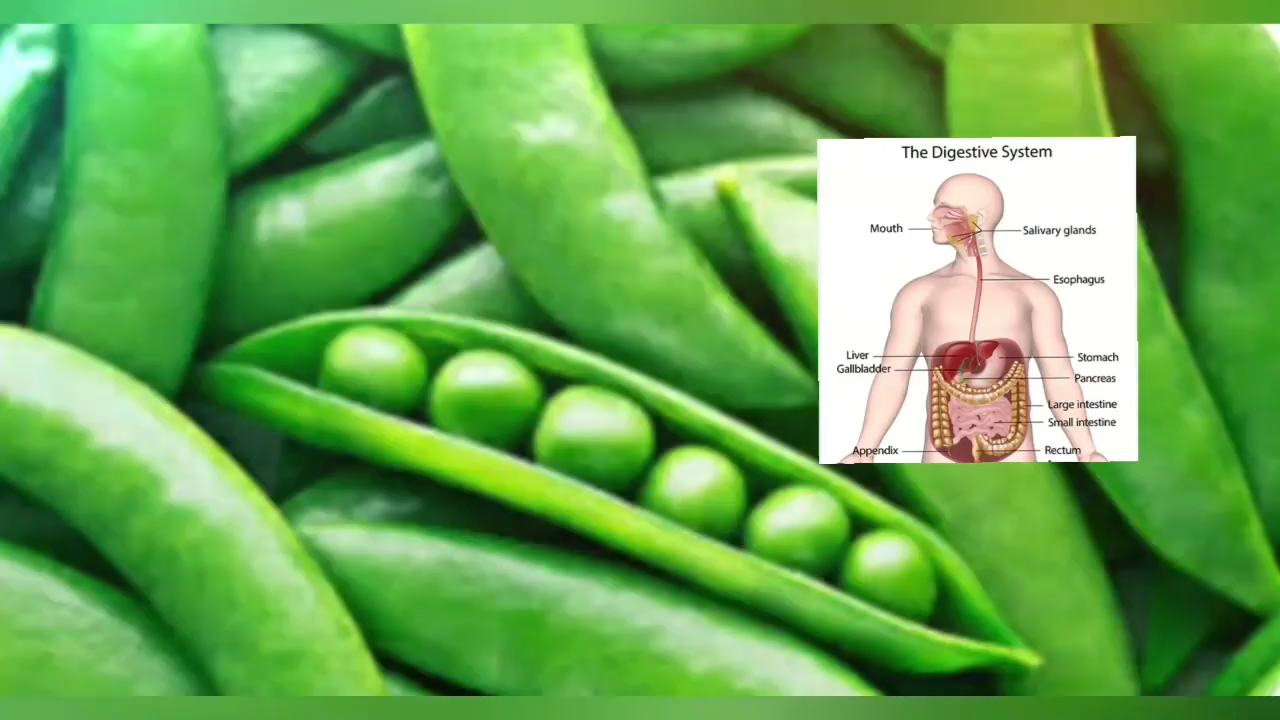 The Digestive System
Mouth
Salivary glands
Esophagus
Liver
Stomach
Gallbladder
Pancreas
Large intestine
Small intestine
Appendix
Rectum